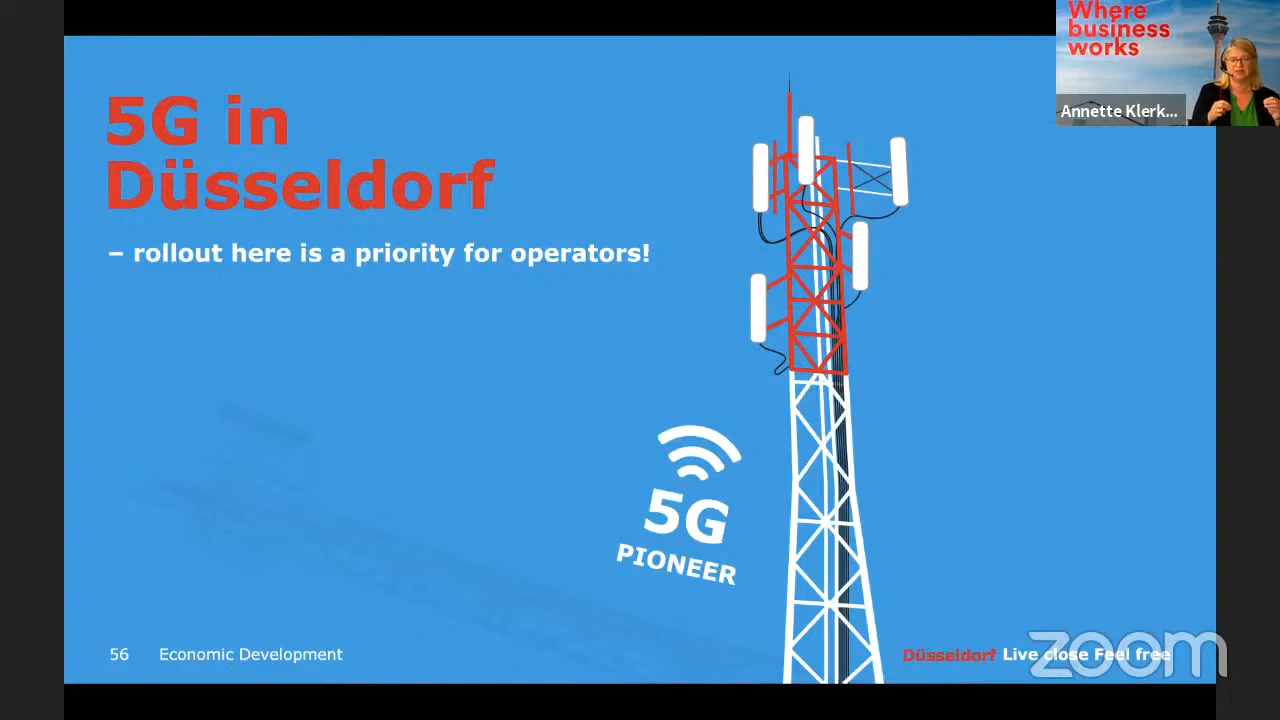 Where
business
works
Annette Klerk...
5G in
Düsseldorf
– rollout here is a priority for operators!
5G
PIONEER
56 Economic Development
Düsseldorf Live close Feel free
zoom